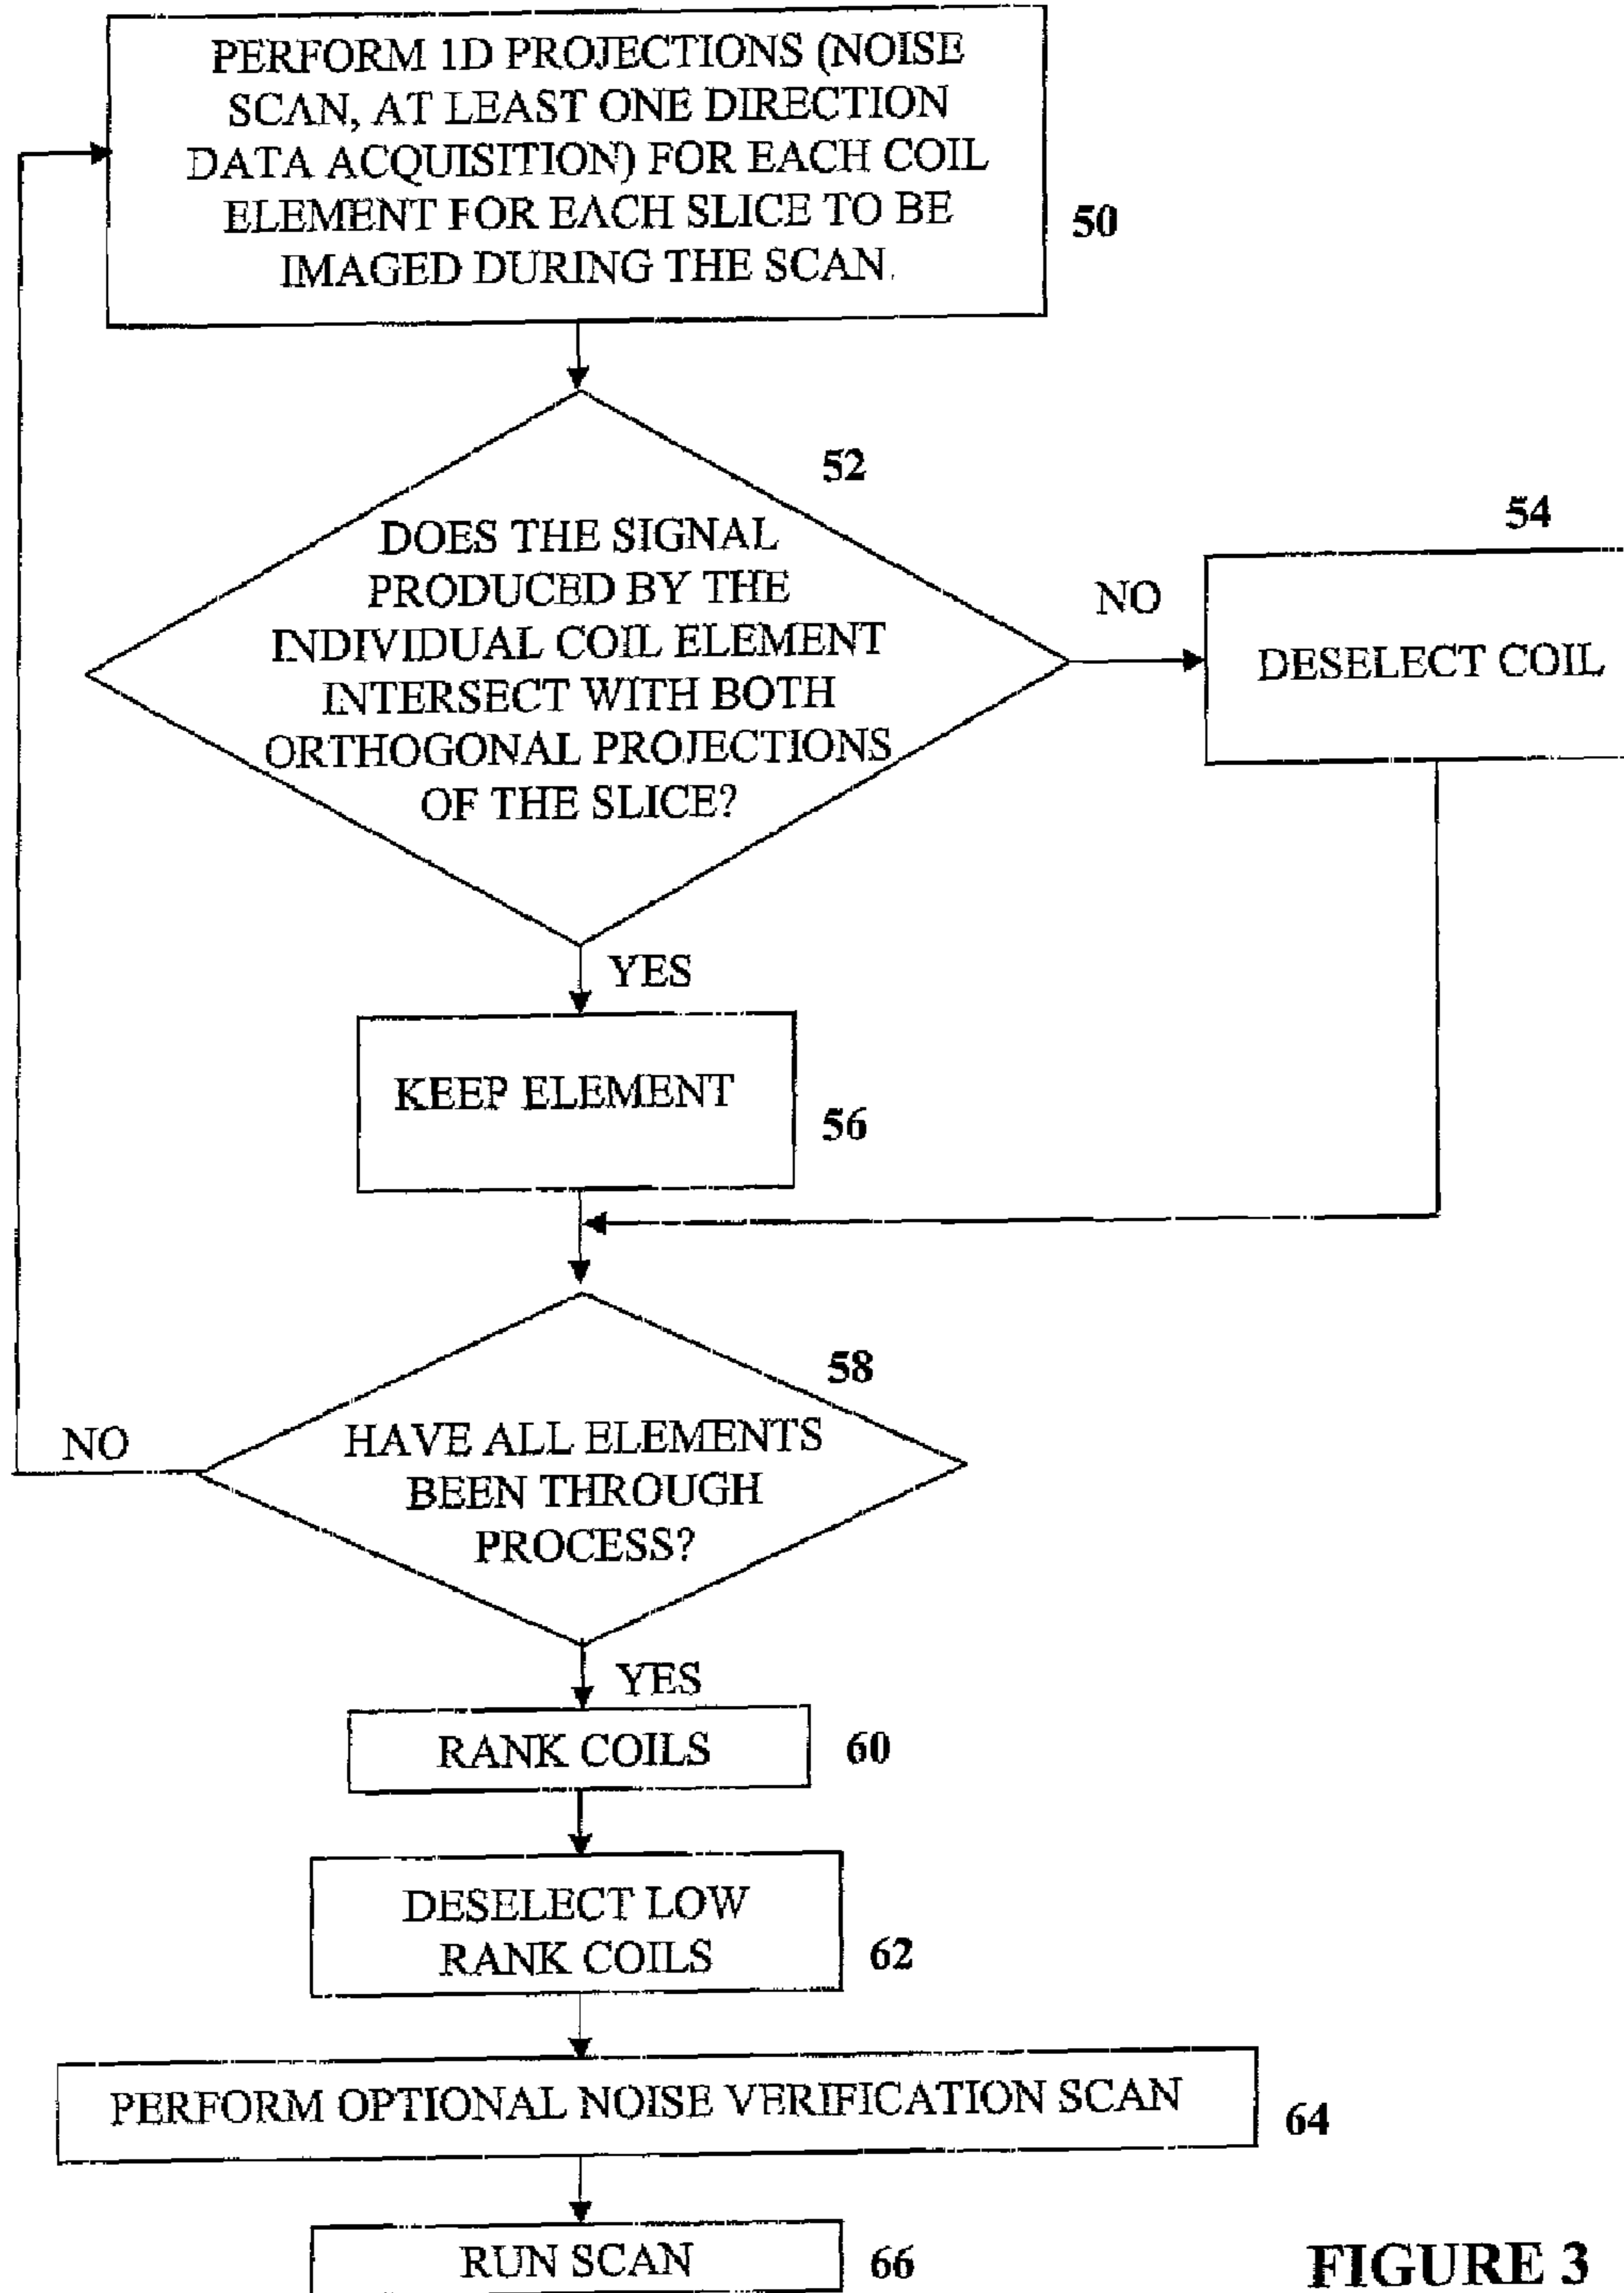 PERFORM 1D PROJECTIONS (NOISE
SCAN, AT LEAST ONE DIRECTION
DATA ACQUISITION) FOR EACH COIL
ELEMENT FOR EACH SLICE TO BE
IMAGED DURING THE SCAN.
50
52
DOES THE SIGNAL
PRODUCED BY THE
INDIVIDUAL COIL ELEMENT
INTERSECT WITH BOTH
ORTHOGONAL PROJECTIONS
OF THE SLICE?
NO
54
DESELECT COIL
YES
KEEP ELEMENT
56
58
HAVE ALL ELEMENTS
BEEN THROUGH
PROCESS?
NO
YES
RANK COILS
60
DESELECT LOW
RANK COILS
62
PERFORM OPTIONAL NOISE VERIFICATION SCAN
64
RUN SCAN
66
FIGURE 3